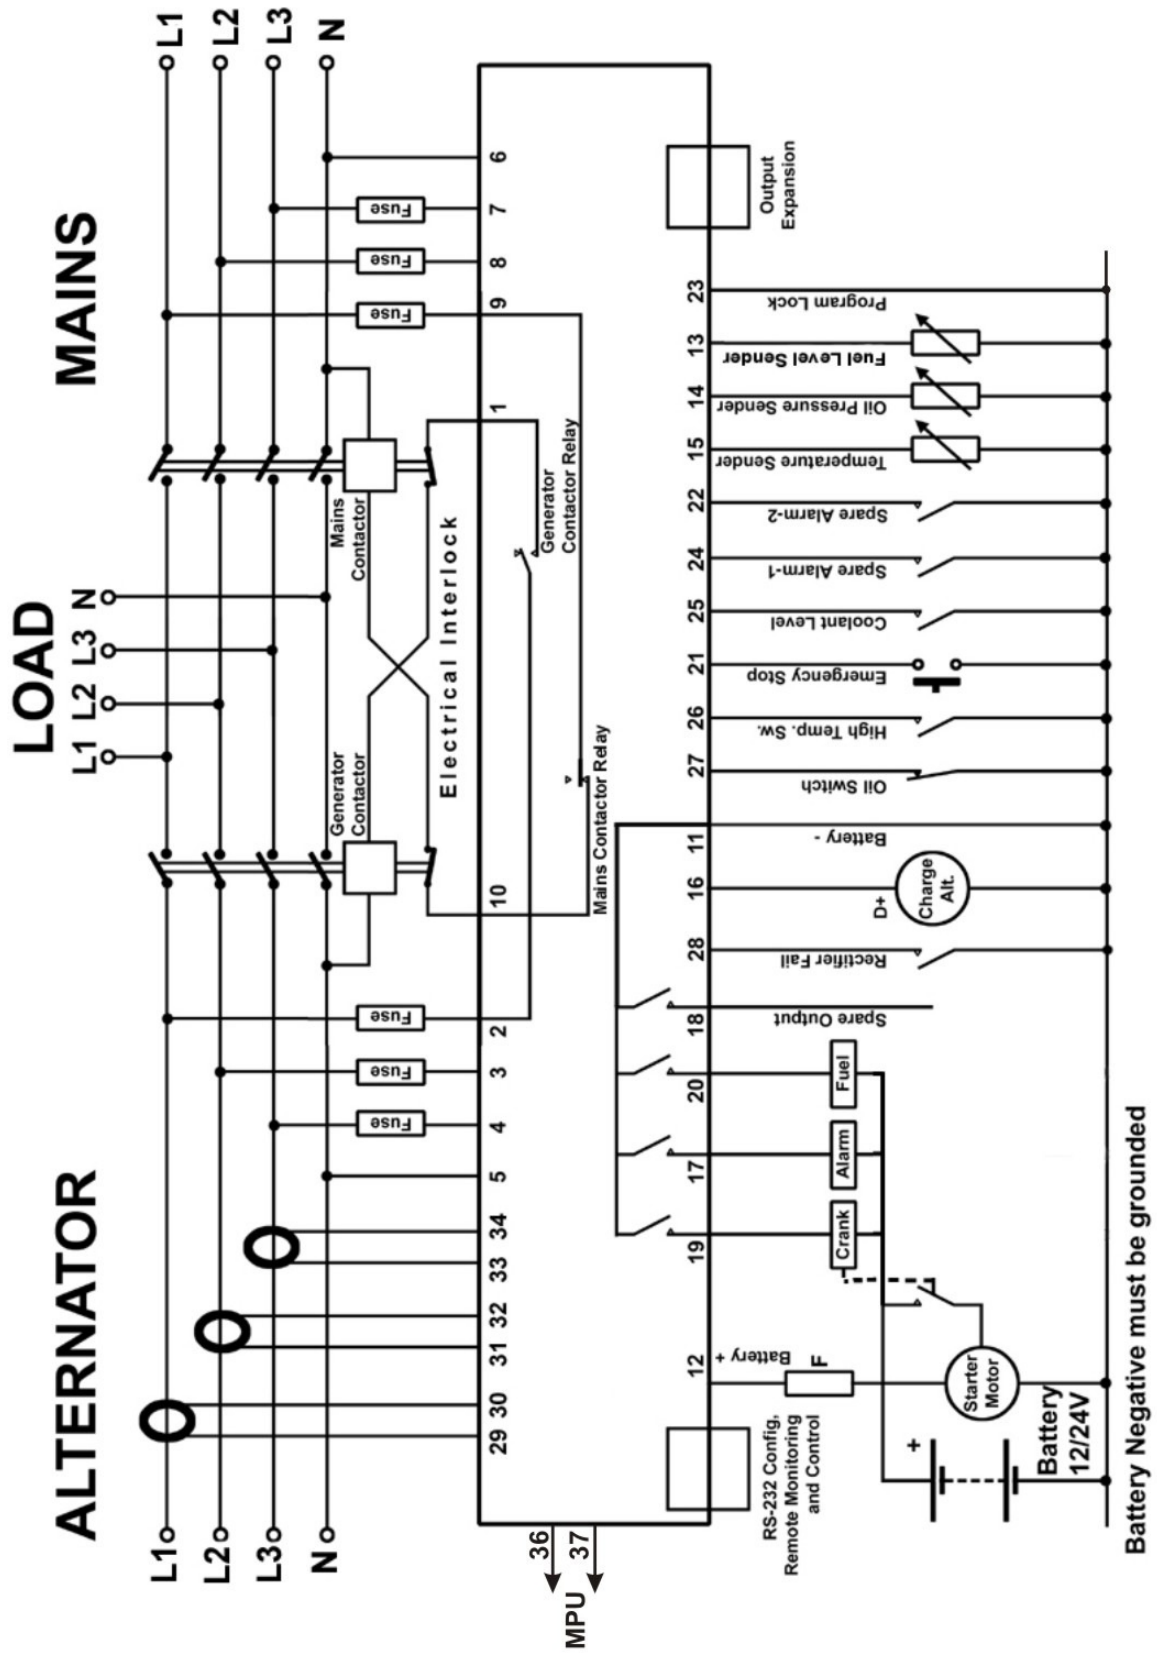 MAINS
L1
L2
L3
N
LOAD
N
L3
L2
L1
ALTERNATOR
L1
L2
L3
N
Fuse
Fuse
Fuse
Mains
Contactor
Electrical Interlock
Generator
Contactor
Fuse
Fuse
Fuse
6
7
8
9
1
10
2
3
4
5
34
33
32
31
30
29
Generator
Contactor Relay
Mains Contactor Relay
36
37
MPU
Output
Expansion
23
Program Lock
13
Fuel Level Sender
14
Oil Pressure Sender
15
Temperature Sender
22
Spare Alarm-2
24
Spare Alarm-1
25
Coolant Level
21
Emergency Stop
26
High Temp. Sw.
27
Oil Switch
11
Battery -
16
D+
Charge
Alt.
28
Rectifier Fail
18
Spare Output
20
Fuel
17
Alarm
19
Crank
12
Battery +
F
Starter
Motor
RS-232 Config,
Remote Monitoring
and Control
+
Battery
12/24V
Battery Negative must be grounded